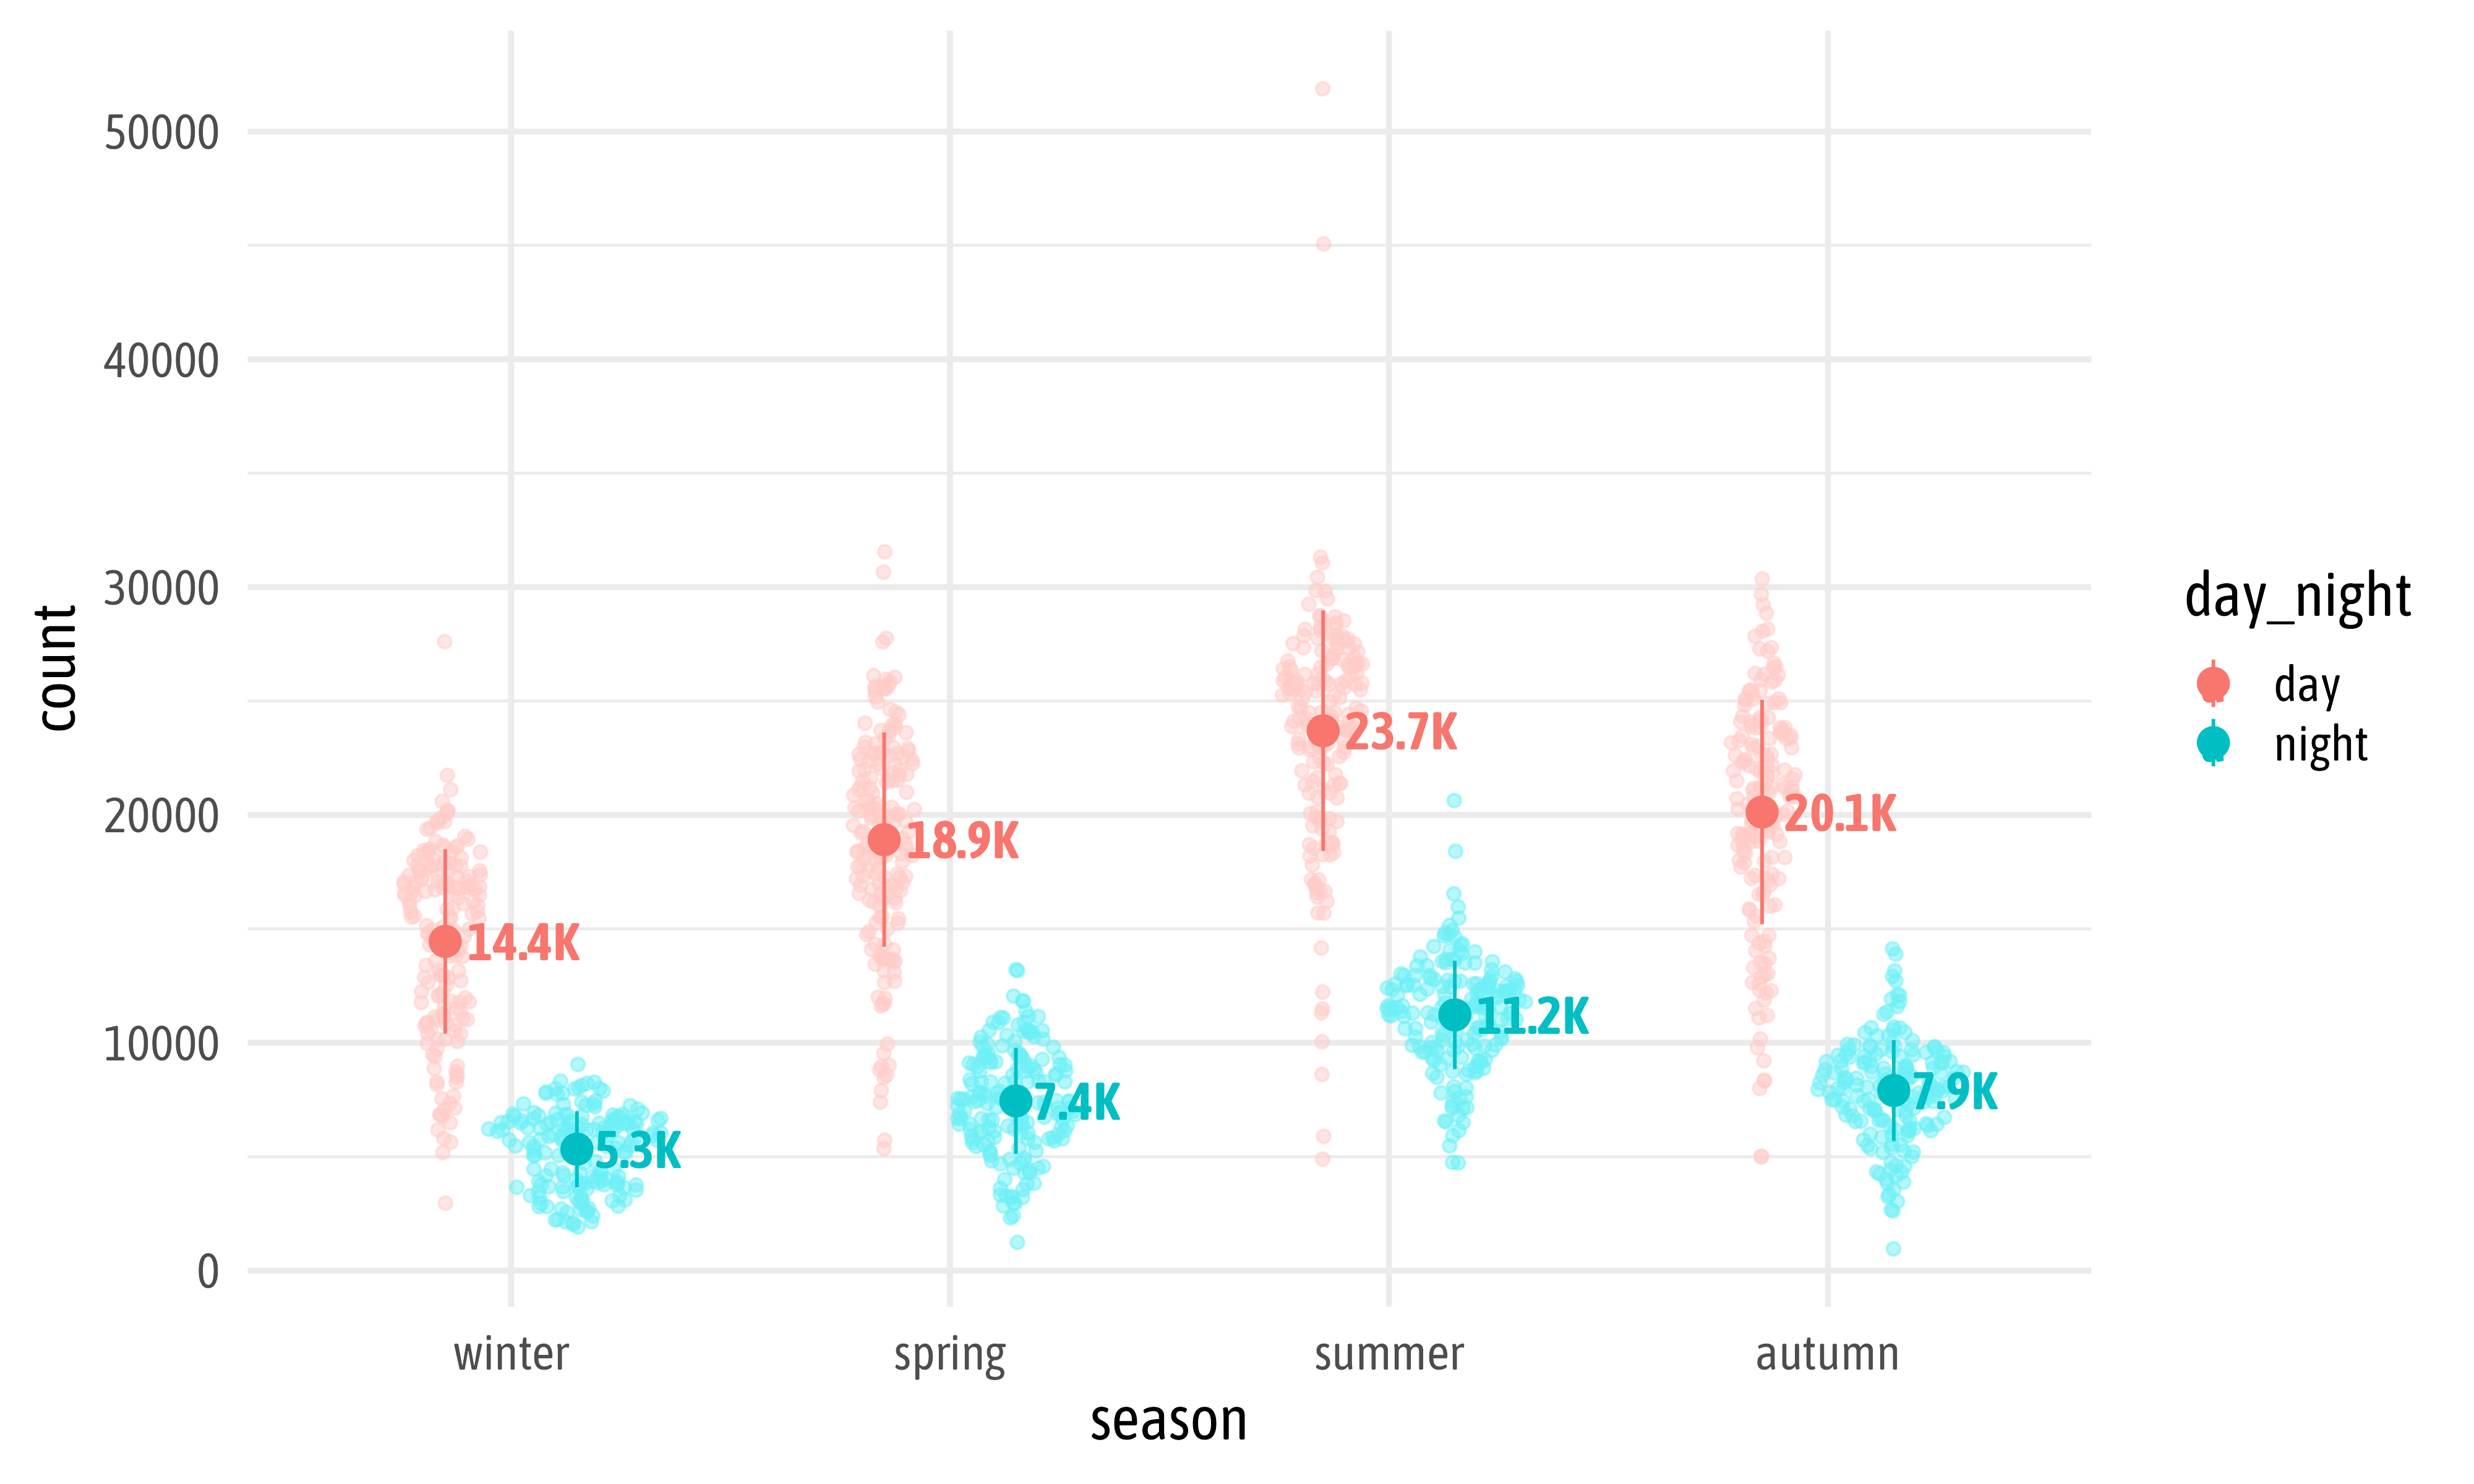 50000
40000
30000
20000
10000
0
count
14.4K
5.3K
18.9K
7.4K
23.7K
11.2K
20.1K
7.9K
winter
spring
summer
autumn
season
day_night
day
night